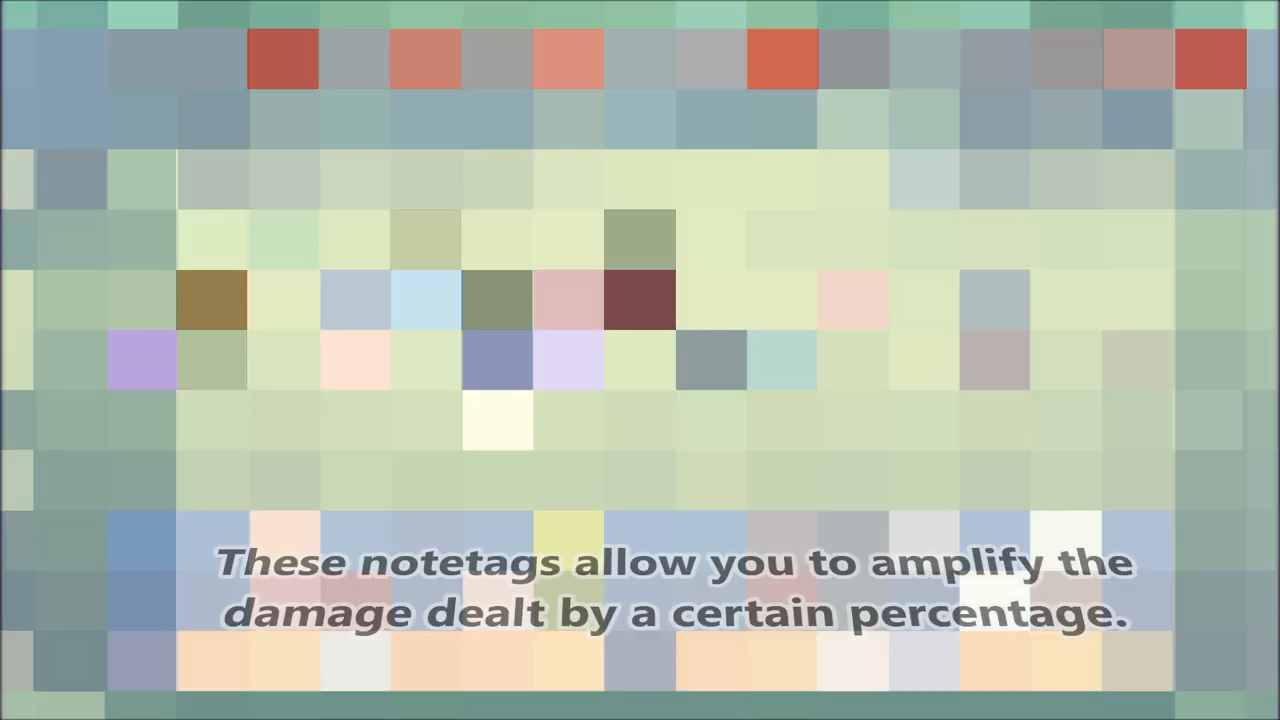 These notetags allow you to amplify the
damage dealt by a certain percentage.